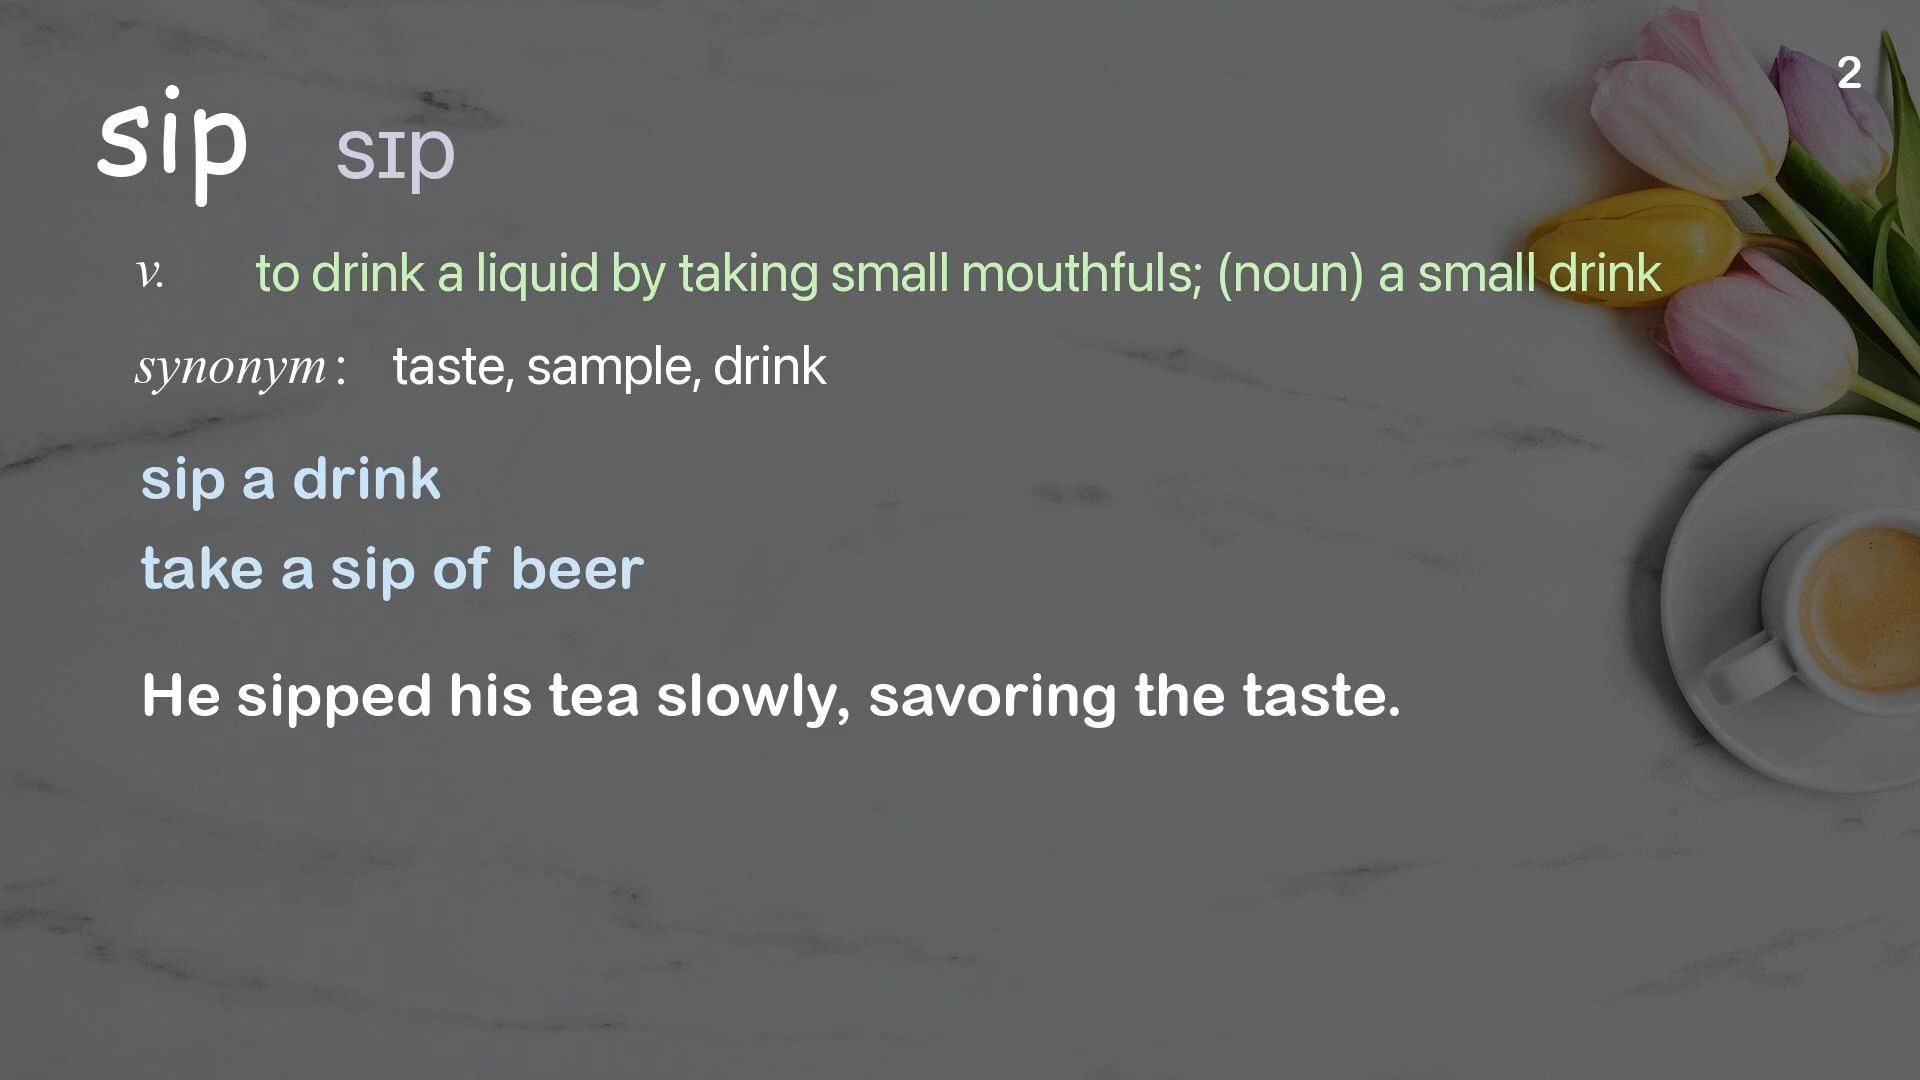 2
sip sɪp
v. to drink a liquid by taking small mouthfuls; (noun) a small drink
synonym: taste, sample, drink
sip a drink
take a sip of beer
He sipped his tea slowly, savoring the taste.